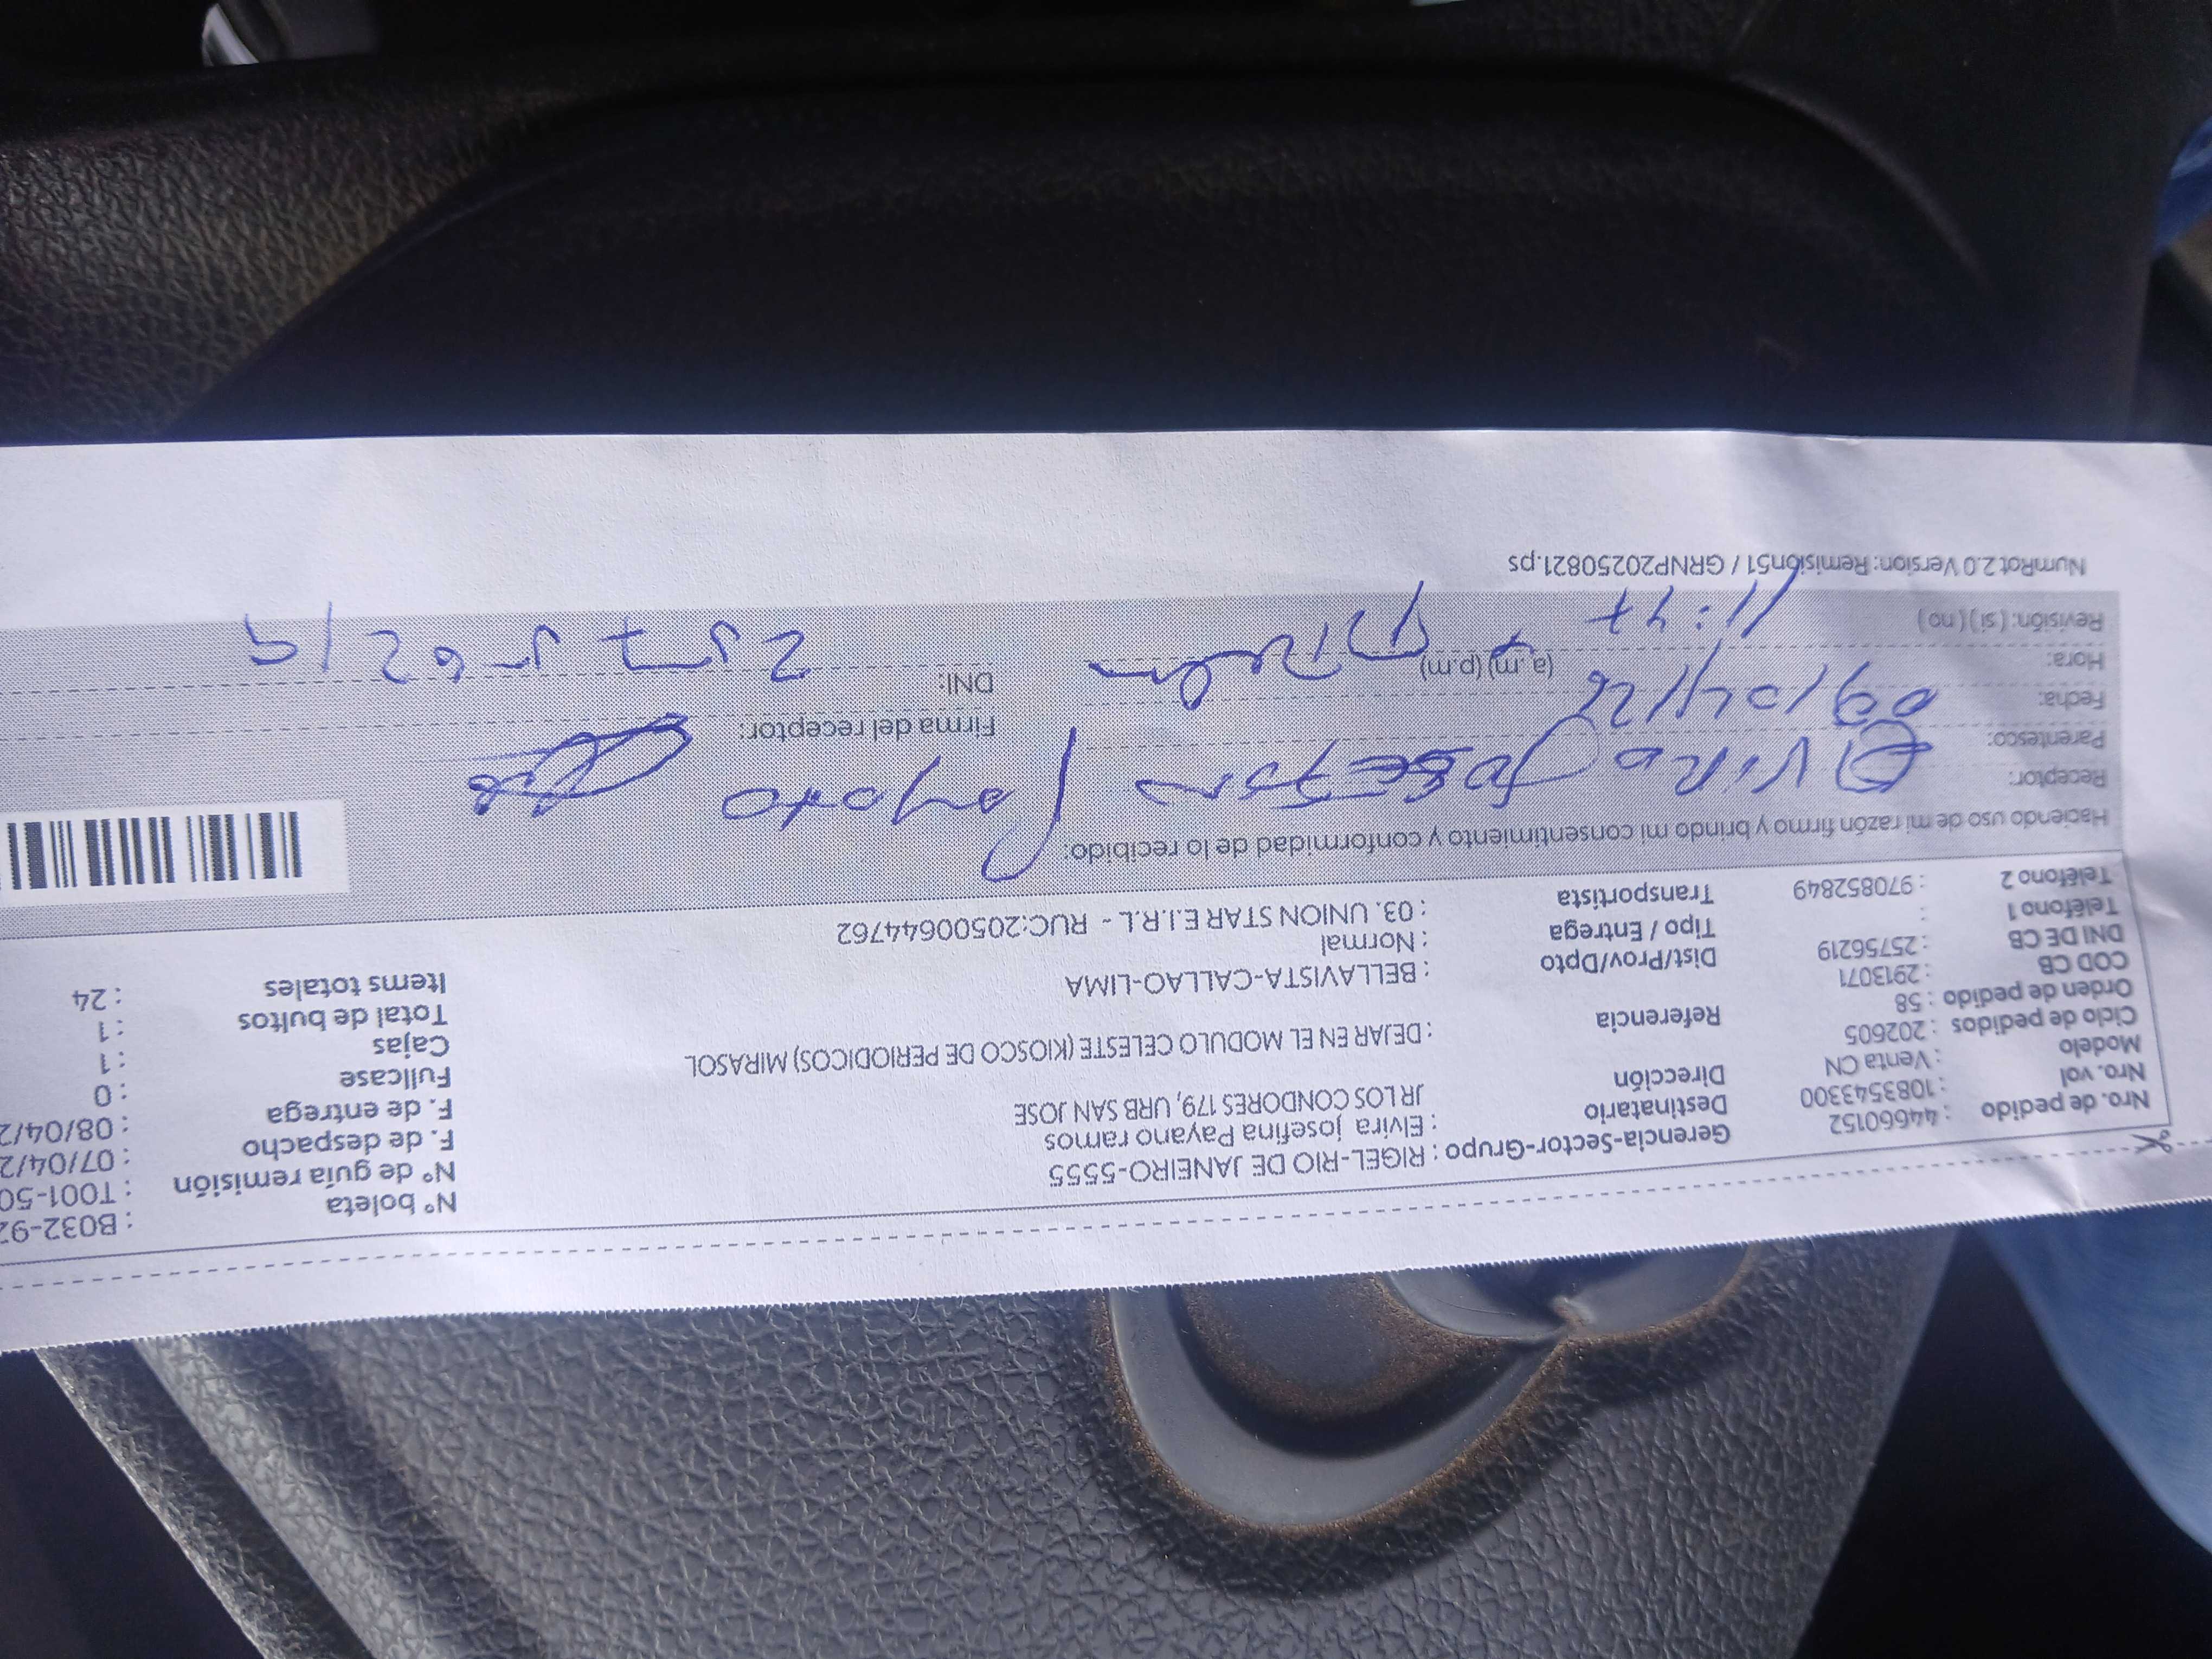 Nro. de pedido : 44660152
Nro. vol : 1083543300
Modelo : Venta CN
Ciclo de pedidos : 202605
Orden de pedido : 58
COD CB : 2913071
DNI DE CB : 25756219
Teléfono 1 :
Teléfono 2 : 970852849
Gerencia-Sector-Grupo : RIGEL-RIO DE JANEIRO-5555
Destinatario : Elvira josefina Payano ramos
Dirección JR LOS CONDORES 179, URB SAN JOSE
Referencia : DEJAR EN EL MODULO CELESTE (KIOSCO DE PERIODICOS) MIRASOL
Dist/Prov/Dpto : BELLAVISTA-CALLAO-LIMA
Tipo / Entrega : Normal
Transportista : 03. UNION STAR E.I.R.L - RUC:20500644762
N° boleta : B032-92
N° de guía remisión : T001-50
F. de despacho : 07/04/2
F. de entrega : 08/04/2
Fullcase : 0
Cajas : 1
Total de bultos : 1
Items totales : 24
Haciendo uso de mi razón firmo y brindo mi consentimiento y conformidad de lo recibido:
Receptor: Elvira Josefina Payano
Parentesco:
Firma del receptor:
Fecha: 09/04/26
Hora: 11:47 (a.m) (p.m)
DNI: 25756219
Revisión: (sí) (no)
NumRot 2.0 Version: Remisión51 / GRNP20250821.ps